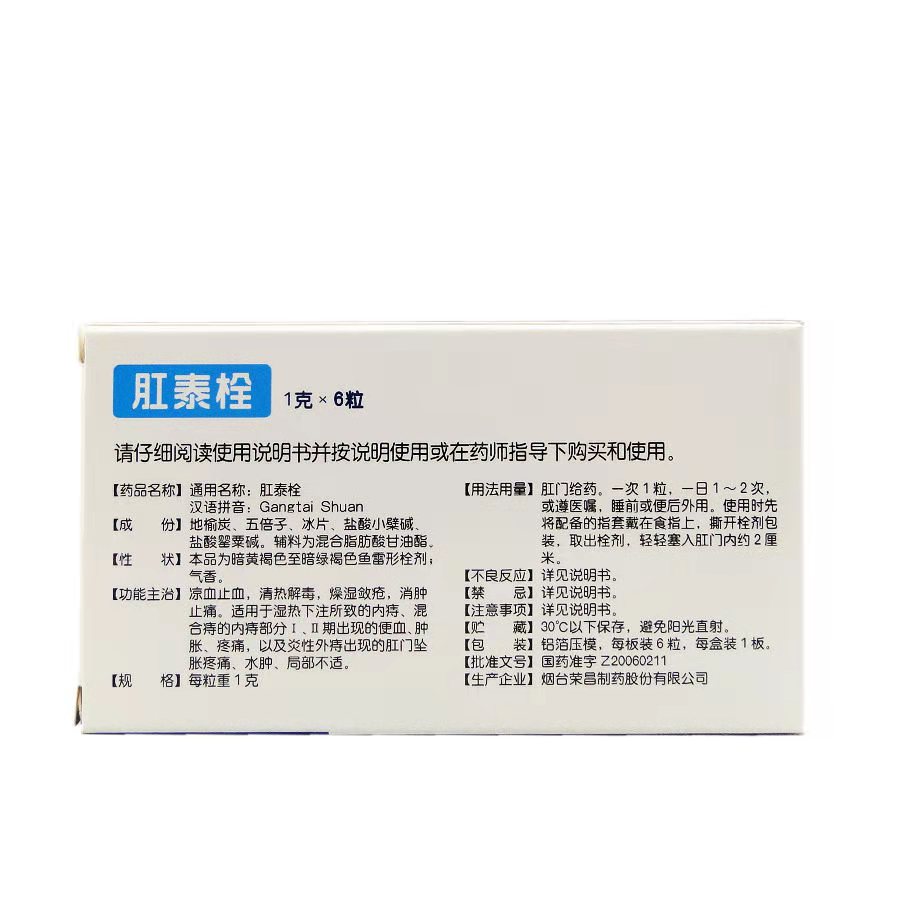 肛泰栓 1克×6粒
请仔细阅读使用说明书并按说明使用或在药师指导下购买和使用。
【药品名称】通用名称：肛泰栓
汉语拼音：Gangtai Shuan
【成　份】地榆炭、五倍子、冰片、盐酸小檗碱、
盐酸罂粟碱。辅料为混合脂肪酸甘油酯。
【性　状】本品为暗黄褐色至暗绿褐色鱼雷形栓剂；
气香。
【功能主治】凉血止血，清热解毒，燥湿敛疮，消肿
止痛。适用于湿热下注所致的内痔、混
合痔的内痔部分Ⅰ、Ⅱ期出现的便血、肿
胀、疼痛，以及炎性外痔出现的肛门坠
胀疼痛、水肿、局部不适。
【规　格】每粒重1克
【用法用量】肛门给药。一次1粒，一日1～2次，
或遵医嘱，睡前或便后外用。使用时先
将配备的指套戴在食指上，撕开栓剂包
装，取出栓剂，轻轻塞入肛门内约2厘
米。
【不良反应】详见说明书。
【禁　忌】详见说明书。
【注意事项】详见说明书。
【贮　藏】30℃以下保存，避免阳光直射。
【包　装】铝箔压模，每板装6粒，每盒装1板。
【批准文号】国药准字Z20060211
【生产企业】烟台荣昌制药股份有限公司